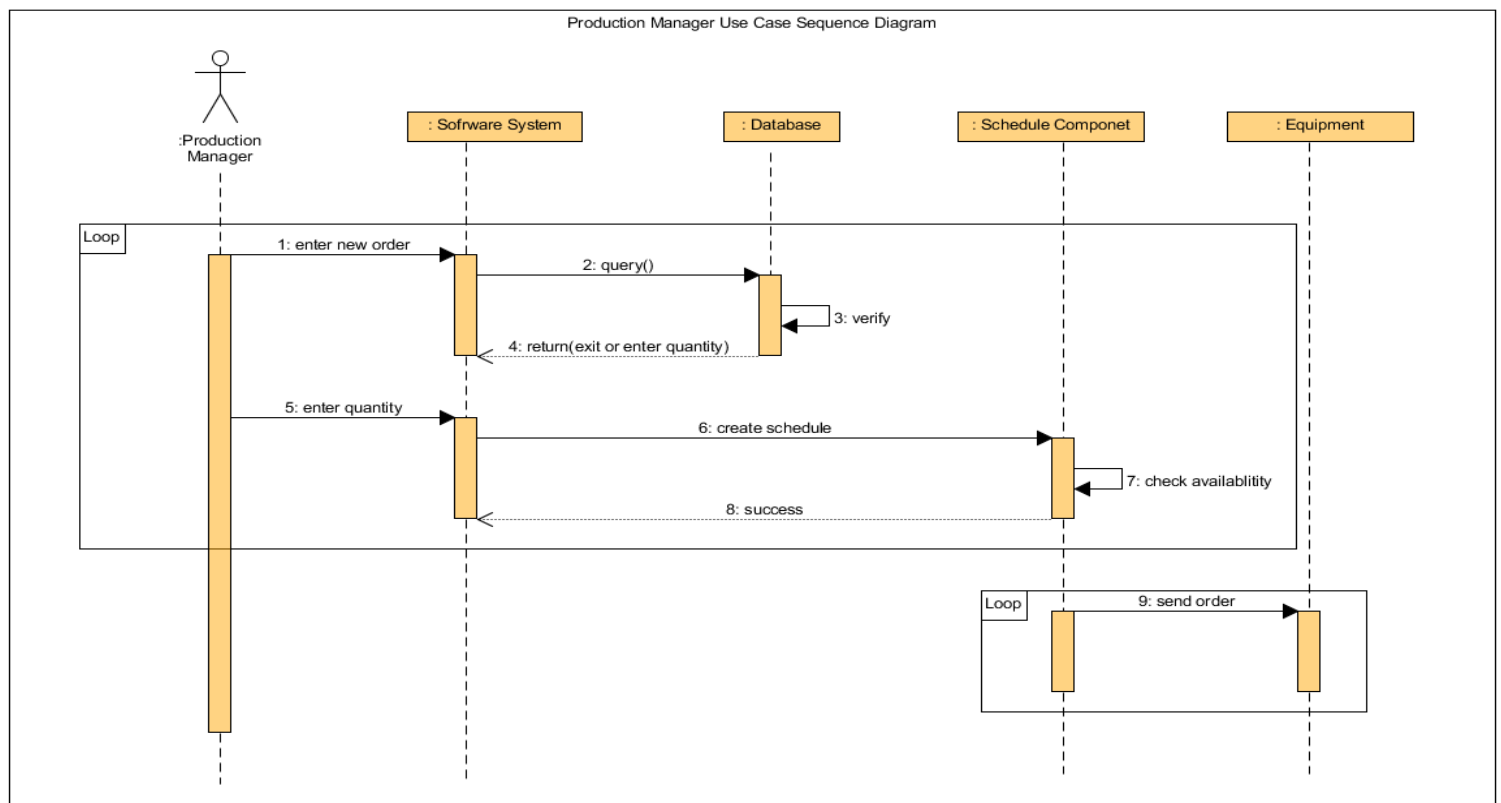 Production Manager Use Case Sequence Diagram
:Production
Manager
: Sofrware System
: Database
: Schedule Componet
: Equipment
Loop
1: enter new order
2: query()
3: verify
4: return(exit or enter quantity)
5: enter quantity
6: create schedule
7: check availablitity
8: success
Loop
9: send order